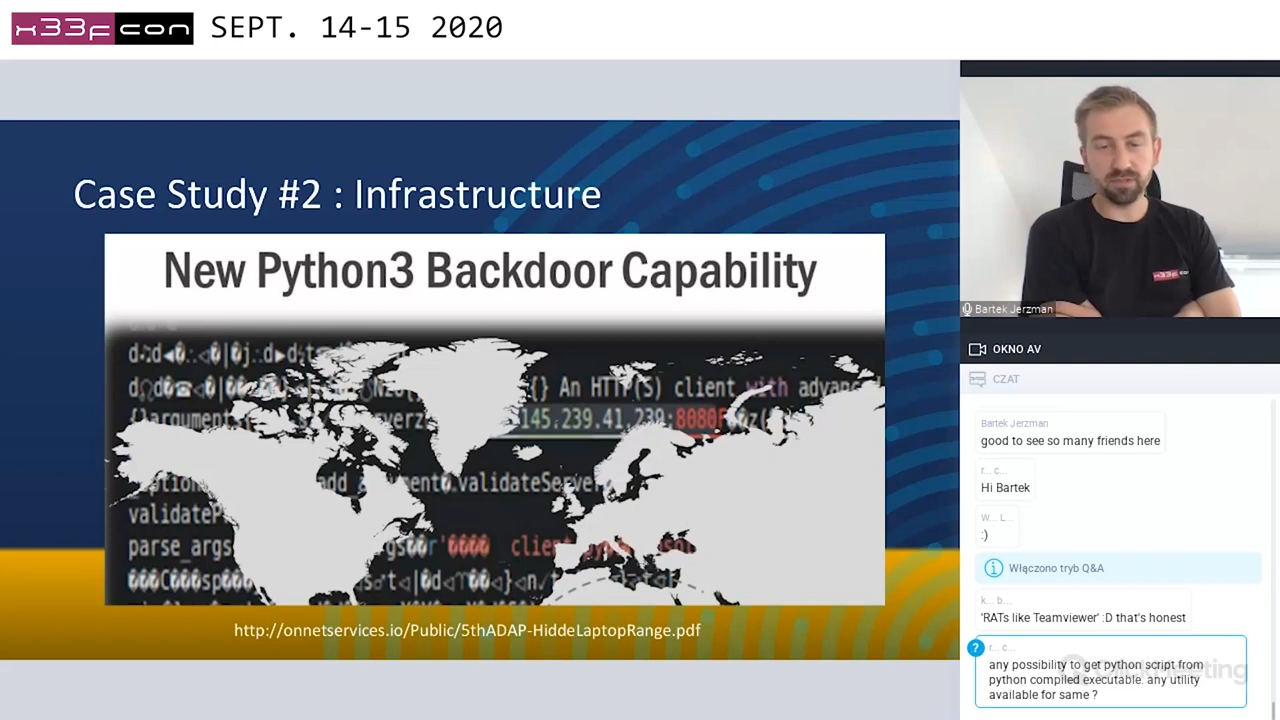 x33fcon SEPT. 14-15 2020
Case Study #2 : Infrastructure
New Python3 Backdoor Capability
{} An HTTP(S) client with advanc
{}arguments
145.239.41.239:8080
validateServer
validateP
parse_args
http://onnetservices.io/Public/5thADAP-HiddeLaptopRange.pdf
x33fcon
Bartek Jerzman
OKNO AV
CZAT
Bartek Jerzman
good to see so many friends here
r... c...
Hi Bartek
W... L...
:)
Włączono tryb Q&A
k... b...
'RATs like Teamviewer' :D that's honest
?
r... c...
any possibility to get python script from
python compiled executable. any utility
available for same ?
ClickMeeting